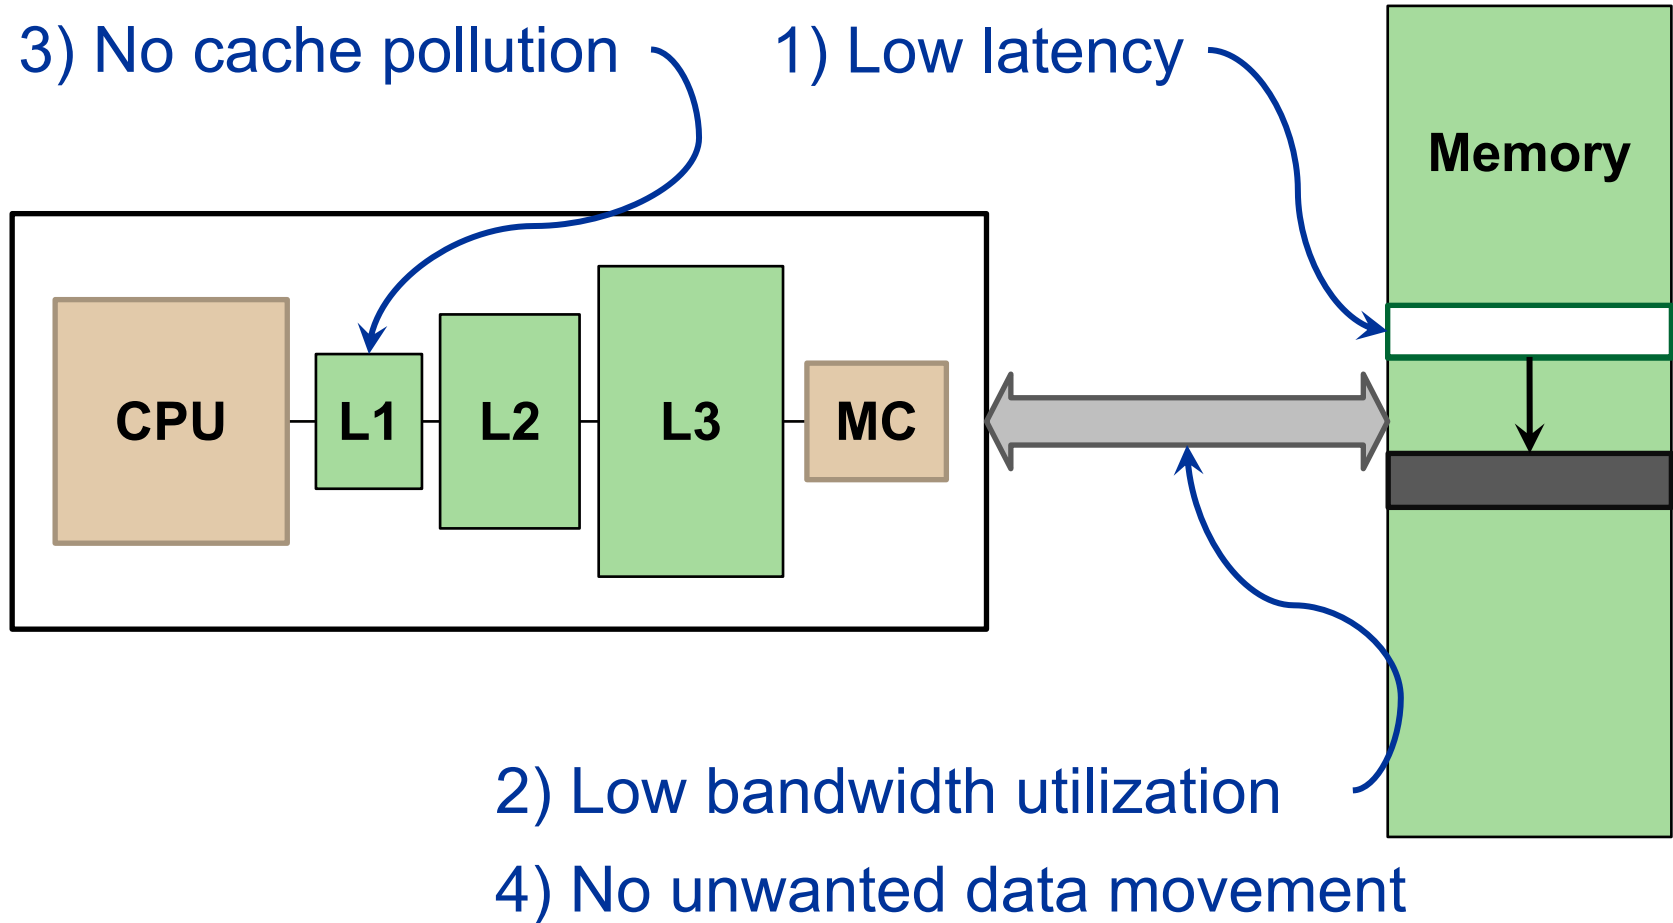 3) No cache pollution
1) Low latency
Memory
CPU
L1
L2
L3
MC
2) Low bandwidth utilization
4) No unwanted data movement